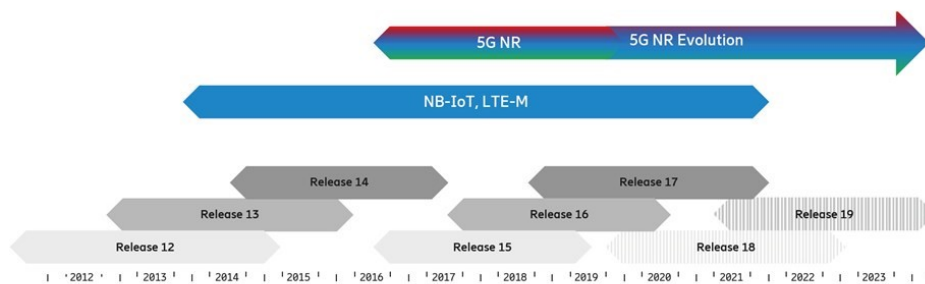 5G NR 5G NR Evolution
NB-IoT, LTE-M
Release 14 Release 17
Release 13 Release 16 Release 19
Release 12 Release 15 Release 18
2012 2013 2014 2015 2016 2017 2018 2019 2020 2021 2022 2023